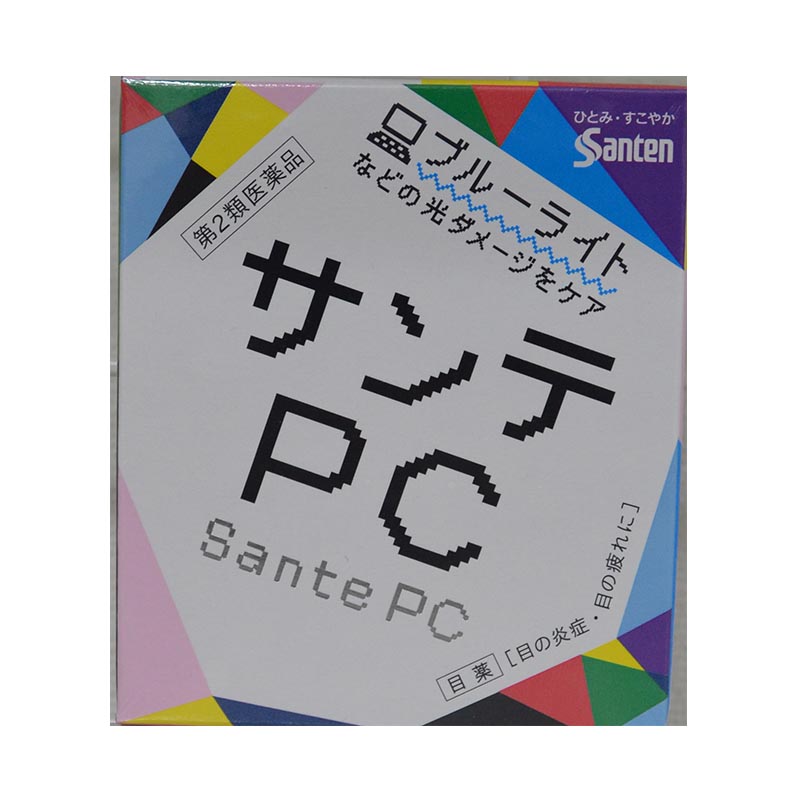 ひとみ・すこやか
Santen
ブルーライト
などの光ダメージをケア
第2類医薬品
サンテ
PC
Sante PC
目薬 [目の炎症・目の疲れに]